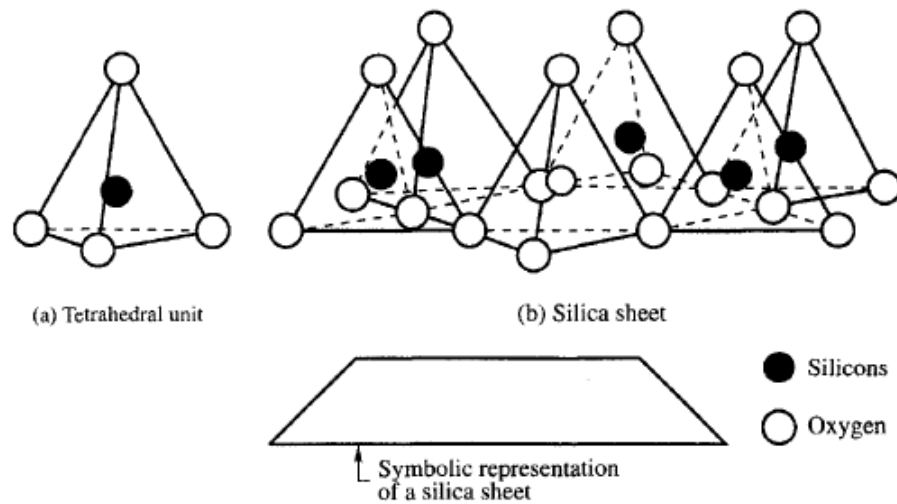 (a) Tetrahedral unit
(b) Silica sheet
Silicons
Oxygen
Symbolic representation
of a silica sheet